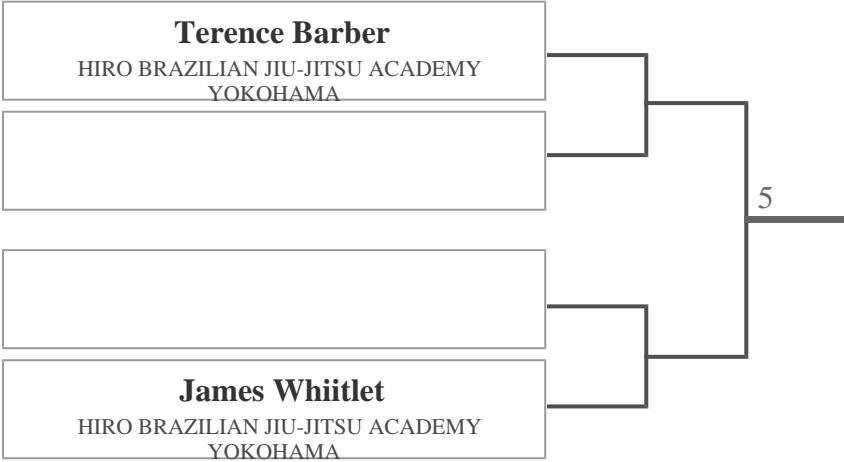 Terence Barber
HIRO BRAZILIAN JIU-JITSU ACADEMY
YOKOHAMA
5
James Whiitlet
HIRO BRAZILIAN JIU-JITSU ACADEMY
YOKOHAMA